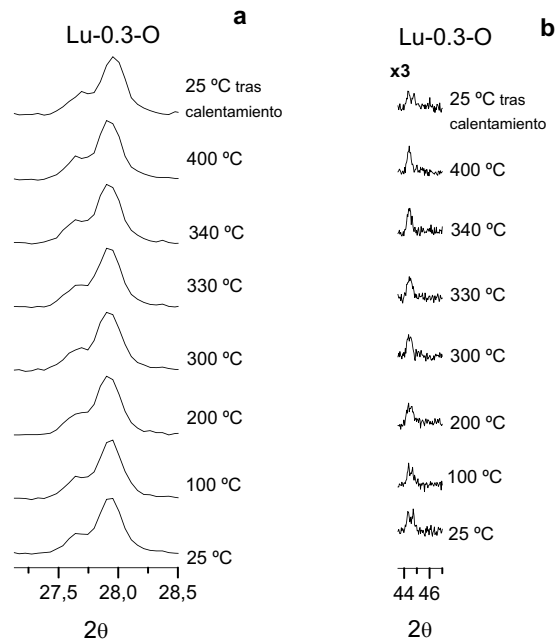 a
Lu-0.3-O
25 ºC tras
calentamiento
400 ºC
340 ºC
330 ºC
300 ºC
200 ºC
100 ºC
25 ºC
27,5 28,0 28,5
2θ
b
Lu-0.3-O
x3
25 ºC tras
calentamiento
400 ºC
340 ºC
330 ºC
300 ºC
200 ºC
100 ºC
25 ºC
44 46
2θ